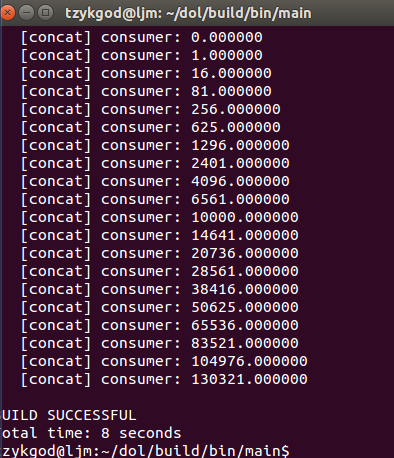 tzykgod@ljm: ~/dol/build/bin/main
[concat] consumer: 0.000000
[concat] consumer: 1.000000
[concat] consumer: 16.000000
[concat] consumer: 81.000000
[concat] consumer: 256.000000
[concat] consumer: 625.000000
[concat] consumer: 1296.000000
[concat] consumer: 2401.000000
[concat] consumer: 4096.000000
[concat] consumer: 6561.000000
[concat] consumer: 10000.000000
[concat] consumer: 14641.000000
[concat] consumer: 20736.000000
[concat] consumer: 28561.000000
[concat] consumer: 38416.000000
[concat] consumer: 50625.000000
[concat] consumer: 65536.000000
[concat] consumer: 83521.000000
[concat] consumer: 104976.000000
[concat] consumer: 130321.000000
UILD SUCCESSFUL
otal time: 8 seconds
zykgod@ljm:~/dol/build/bin/main$